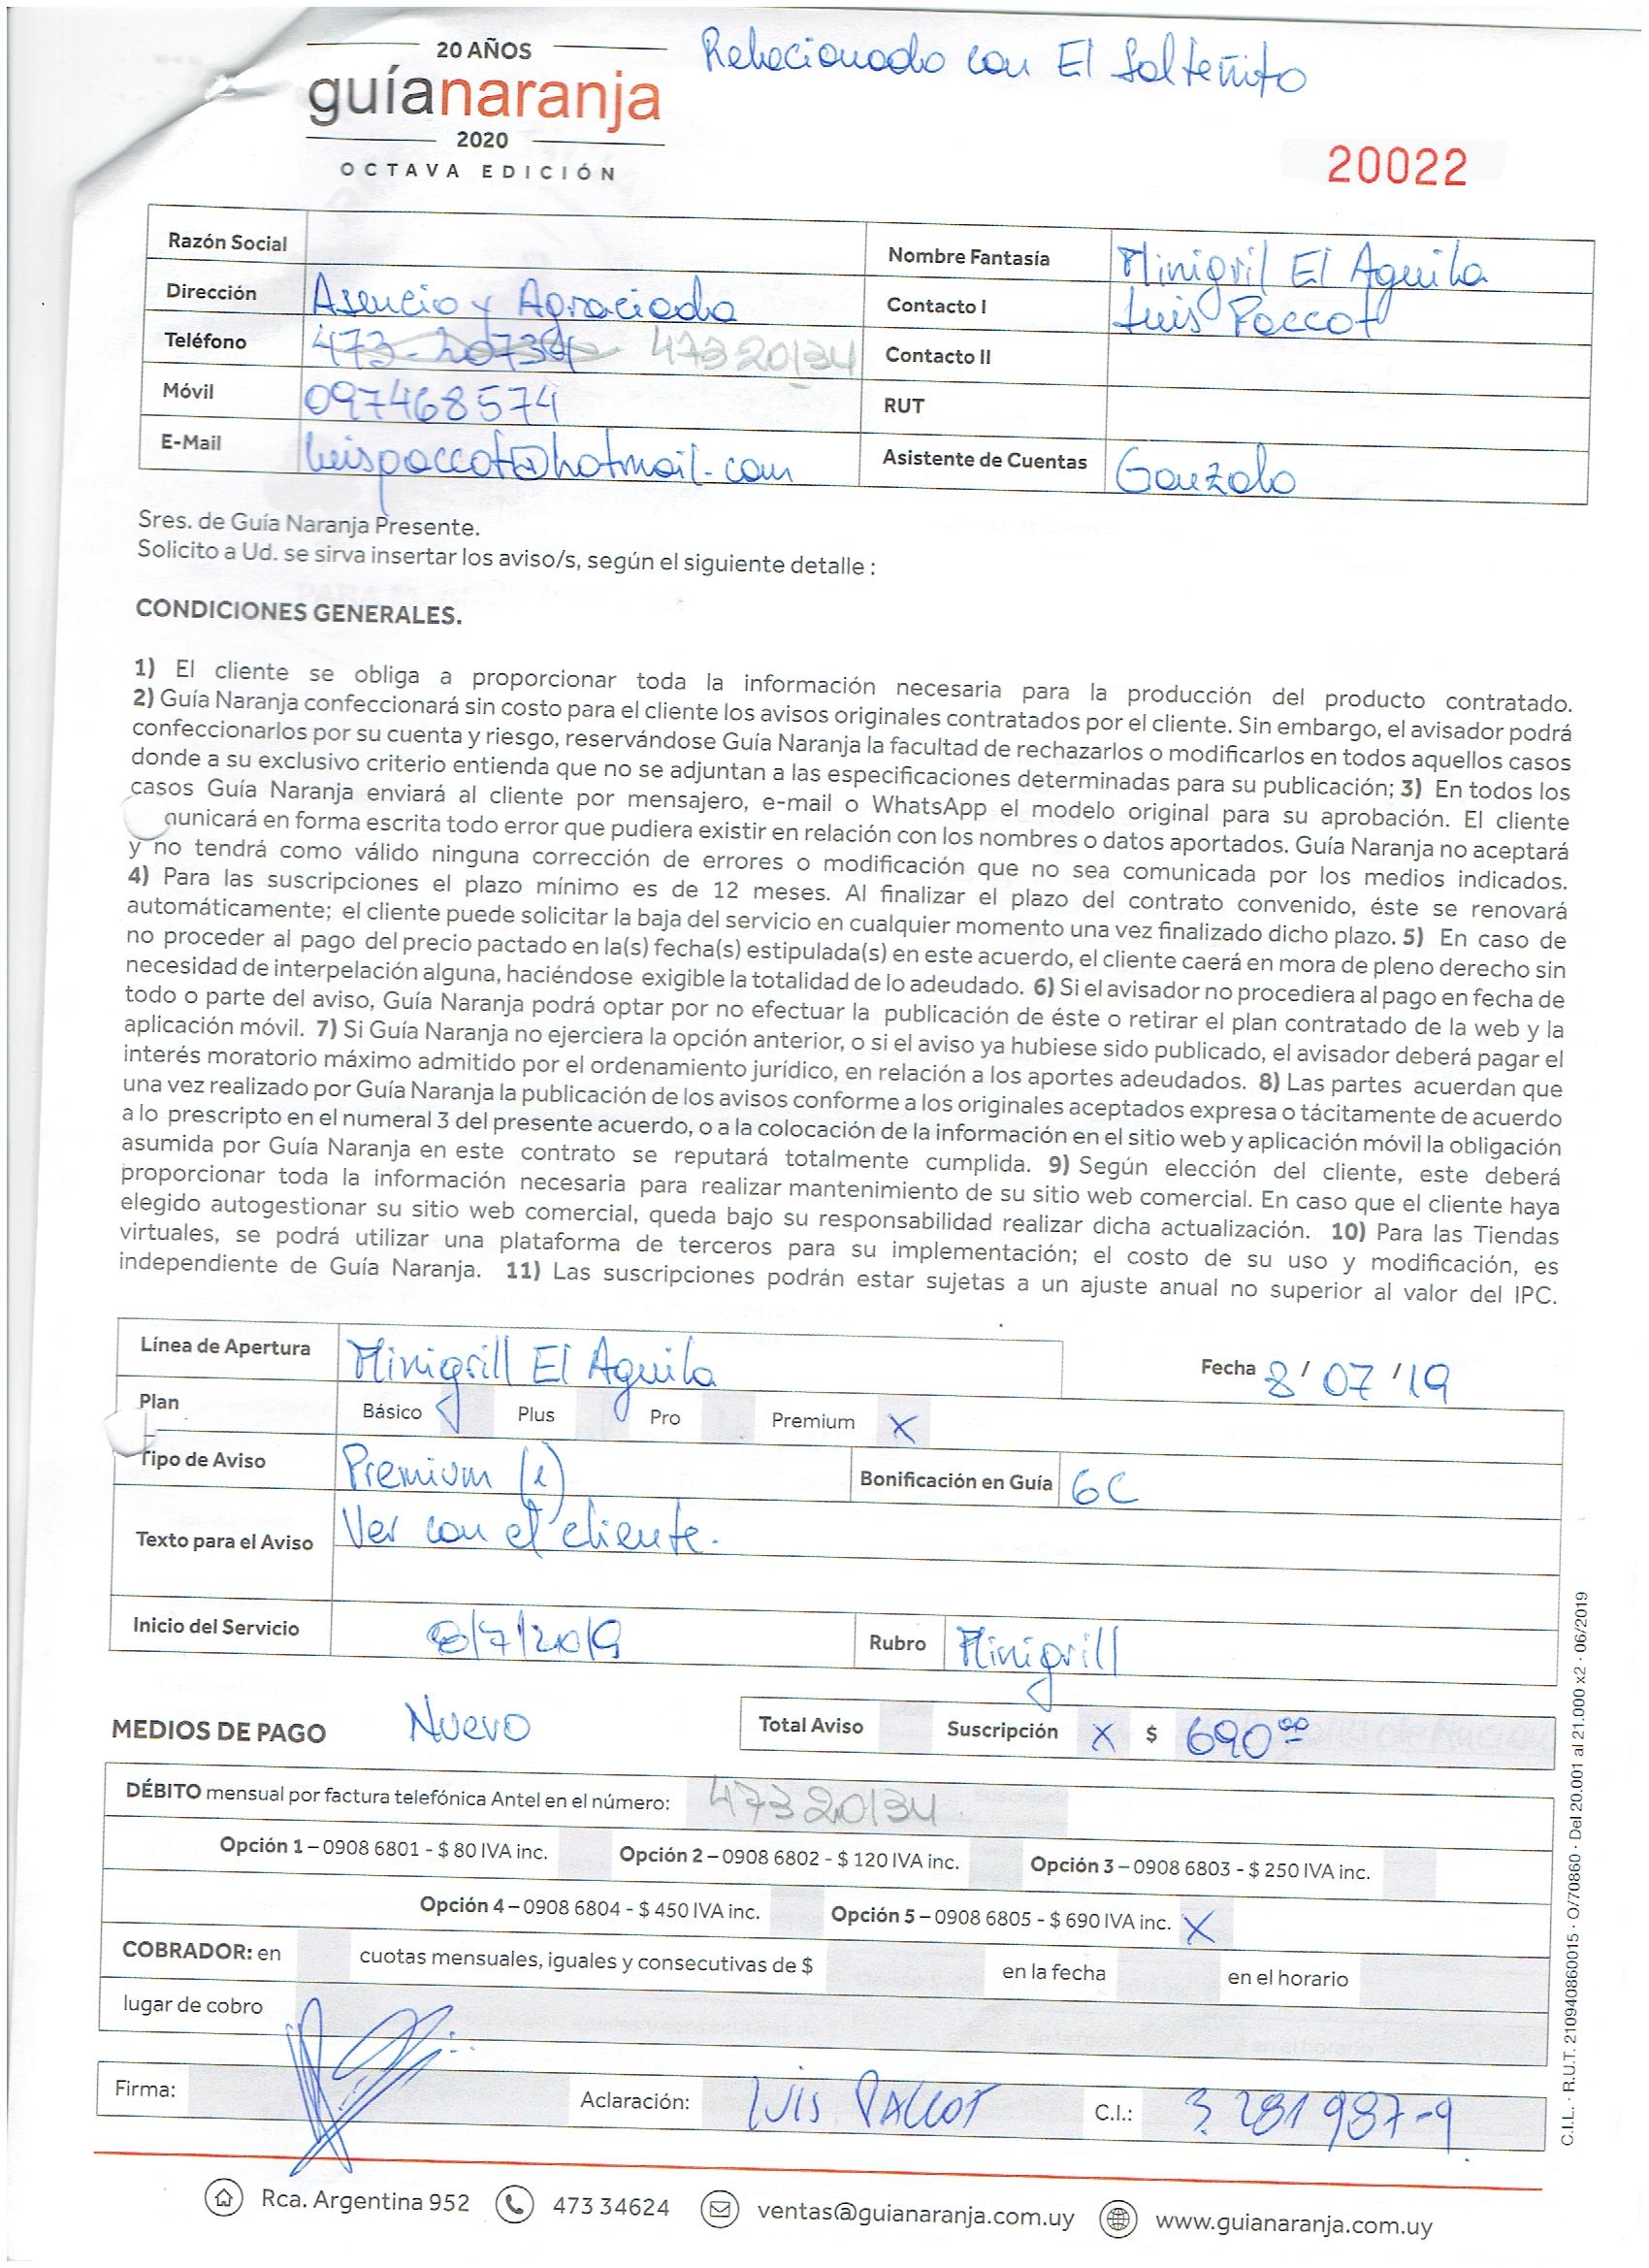 20 AÑOS
guíanaranja
2020
OCTAVA EDICIÓN
Relacionado con El Salteñito
20022
Razón Social
Nombre Fantasía Minigril El Aguila
Dirección Asencio y Agraciada
Contacto I Luis Paccot
Teléfono 473-20734 47320134
Contacto II
Móvil 097468574
RUT
E-Mail luispaccot@hotmail.com
Asistente de Cuentas Gonzalo
Sres. de Guía Naranja Presente.
Solicito a Ud. se sirva insertar los aviso/s, según el siguiente detalle :
CONDICIONES GENERALES.
1) El cliente se obliga a proporcionar toda la información necesaria para la producción del producto contratado.
2) Guía Naranja confeccionará sin costo para el cliente los avisos originales contratados por el cliente. Sin embargo, el avisador podrá
confeccionarlos por su cuenta y riesgo, reservándose Guía Naranja la facultad de rechazarlos o modificarlos en todos aquellos casos
donde a su exclusivo criterio entienda que no se adjuntan a las especificaciones determinadas para su publicación; 3) En todos los
casos Guía Naranja enviará al cliente por mensajero, e-mail o WhatsApp el modelo original para su aprobación. El cliente
unicará en forma escrita todo error que pudiera existir en relación con los nombres o datos aportados. Guía Naranja no aceptará
y no tendrá como válido ninguna corrección de errores o modificación que no sea comunicada por los medios indicados.
4) Para las suscripciones el plazo mínimo es de 12 meses. Al finalizar el plazo del contrato convenido, éste se renovará
automáticamente; el cliente puede solicitar la baja del servicio en cualquier momento una vez finalizado dicho plazo. 5) En caso de
no proceder al pago del precio pactado en la(s) fecha(s) estipulada(s) en este acuerdo, el cliente caerá en mora de pleno derecho sin
necesidad de interpelación alguna, haciéndose exigible la totalidad de lo adeudado. 6) Si el avisador no procediera al pago en fecha de
todo o parte del aviso, Guía Naranja podrá optar por no efectuar la publicación de éste o retirar el plan contratado de la web y la
aplicación móvil. 7) Si Guía Naranja no ejerciera la opción anterior, o si el aviso ya hubiese sido publicado, el avisador deberá pagar el
interés moratorio máximo admitido por el ordenamiento jurídico, en relación a los aportes adeudados. 8) Las partes acuerdan que
una vez realizado por Guía Naranja la publicación de los avisos conforme a los originales aceptados expresa o tácitamente de acuerdo
a lo prescripto en el numeral 3 del presente acuerdo, o a la colocación de la información en el sitio web y aplicación móvil la obligación
asumida por Guía Naranja en este contrato se reputará totalmente cumplida. 9) Según elección del cliente, este deberá
proporcionar toda la información necesaria para realizar mantenimiento de su sitio web comercial. En caso que el cliente haya
elegido autogestionar su sitio web comercial, queda bajo su responsabilidad realizar dicha actualización. 10) Para las Tiendas
virtuales, se podrá utilizar una plataforma de terceros para su implementación; el costo de su uso y modificación, es
independiente de Guía Naranja. 11) Las suscripciones podrán estar sujetas a un ajuste anual no superior al valor del IPC.
Línea de Apertura Minigrill El Aguila
Fecha 8/ 07 /19
Plan Básico Plus Pro Premium X
Tipo de Aviso Premium (1)
Bonificación en Guía 6C
Texto para el Aviso Ver con el cliente.
Inicio del Servicio 8/7/2019
Rubro Minigrill
MEDIOS DE PAGO Nuevo
Total Aviso Suscripción X $ 690,00
DÉBITO mensual por factura telefónica Antel en el número: 47320134
Opción 1 – 0908 6801 - $ 80 IVA inc. Opción 2 – 0908 6802 - $ 120 IVA inc. Opción 3 – 0908 6803 - $ 250 IVA inc.
Opción 4 – 0908 6804 - $ 450 IVA inc. Opción 5 – 0908 6805 - $ 690 IVA inc. X
COBRADOR: en cuotas mensuales, iguales y consecutivas de $ en la fecha en el horario
lugar de cobro
Firma: Aclaración: LUIS PACCOT C.I.: 3.281987-9
Rca. Argentina 952 473 34624 ventas@guianaranja.com.uy www.guianaranja.com.uy
C.I.L. · R.U.T. 210940860015 · O/70860 · Del 20.001 al 21.000 x2 · 06/2019